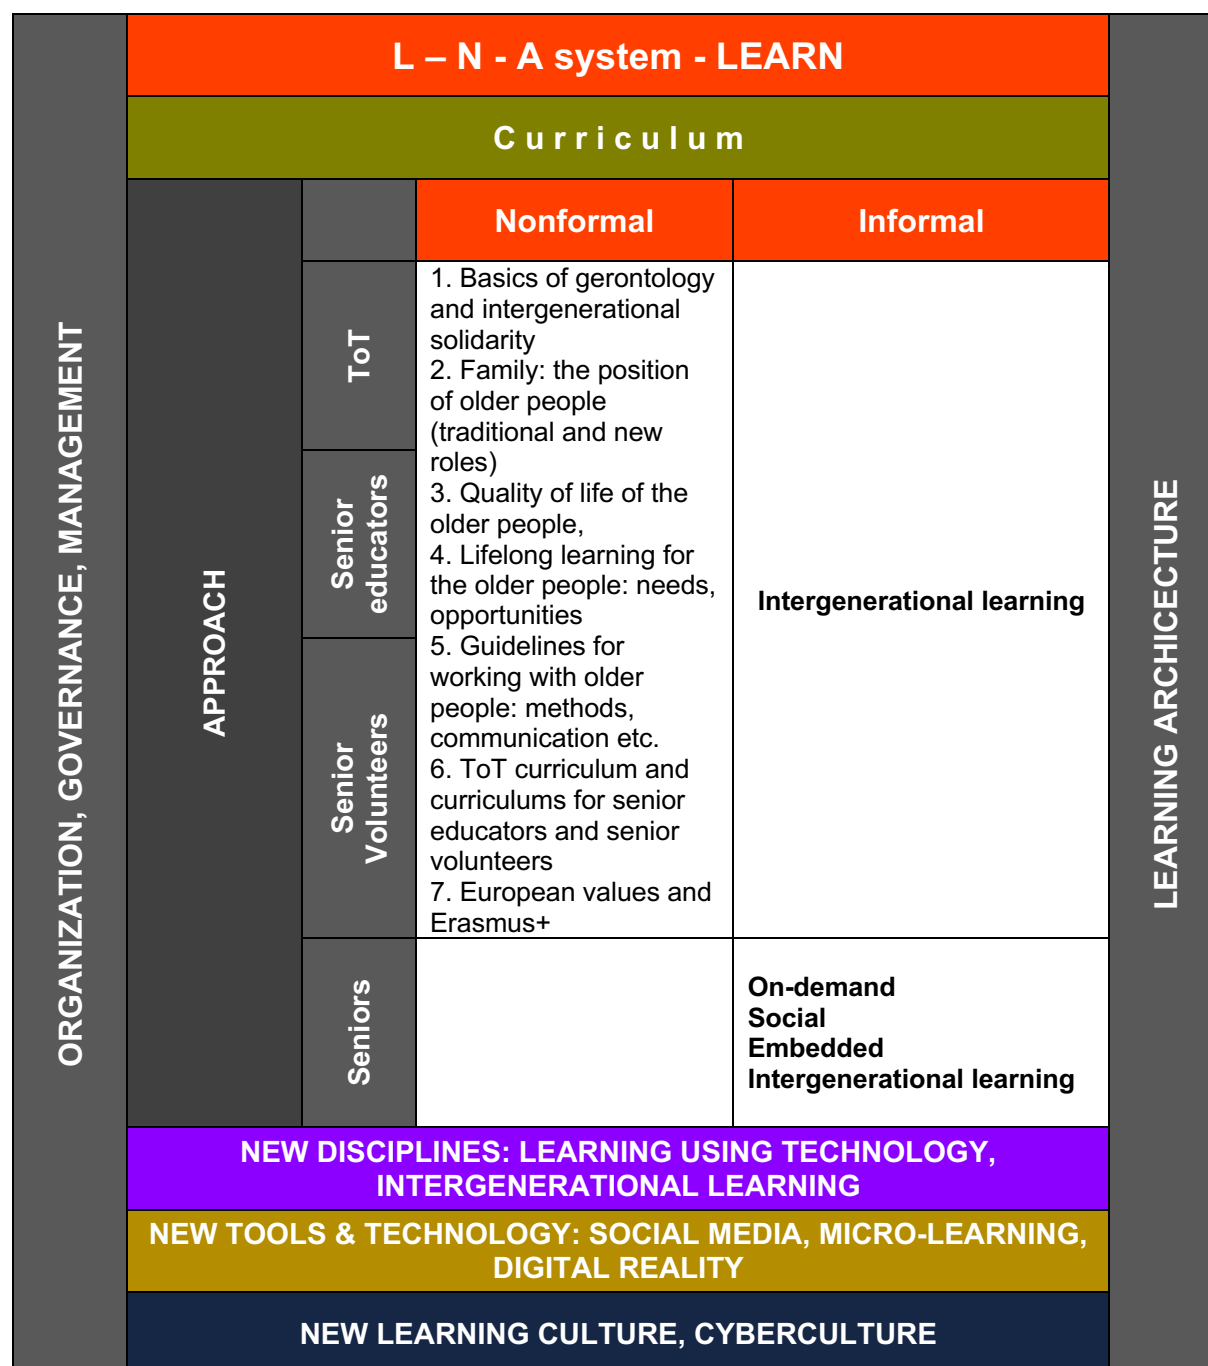 L – N - A system - LEARN
C u r r i c u l u m
ORGANIZATION, GOVERNANCE, MANAGEMENT
APPROACH
Nonformal
Informal
ToT
Senior
educators
Senior
Volunteers
1. Basics of gerontology
and intergenerational
solidarity
2. Family: the position
of older people
(traditional and new
roles)
3. Quality of life of the
older people,
4. Lifelong learning for
the older people: needs,
opportunities
5. Guidelines for
working with older
people: methods,
communication etc.
6. ToT curriculum and
curriculums for senior
educators and senior
volunteers
7. European values and
Erasmus+
Intergenerational learning
Seniors
On-demand
Social
Embedded
Intergenerational learning
LEARNING ARCHICECTURE
NEW DISCIPLINES: LEARNING USING TECHNOLOGY,
INTERGENERATIONAL LEARNING
NEW TOOLS & TECHNOLOGY: SOCIAL MEDIA, MICRO-LEARNING,
DIGITAL REALITY
NEW LEARNING CULTURE, CYBERCULTURE